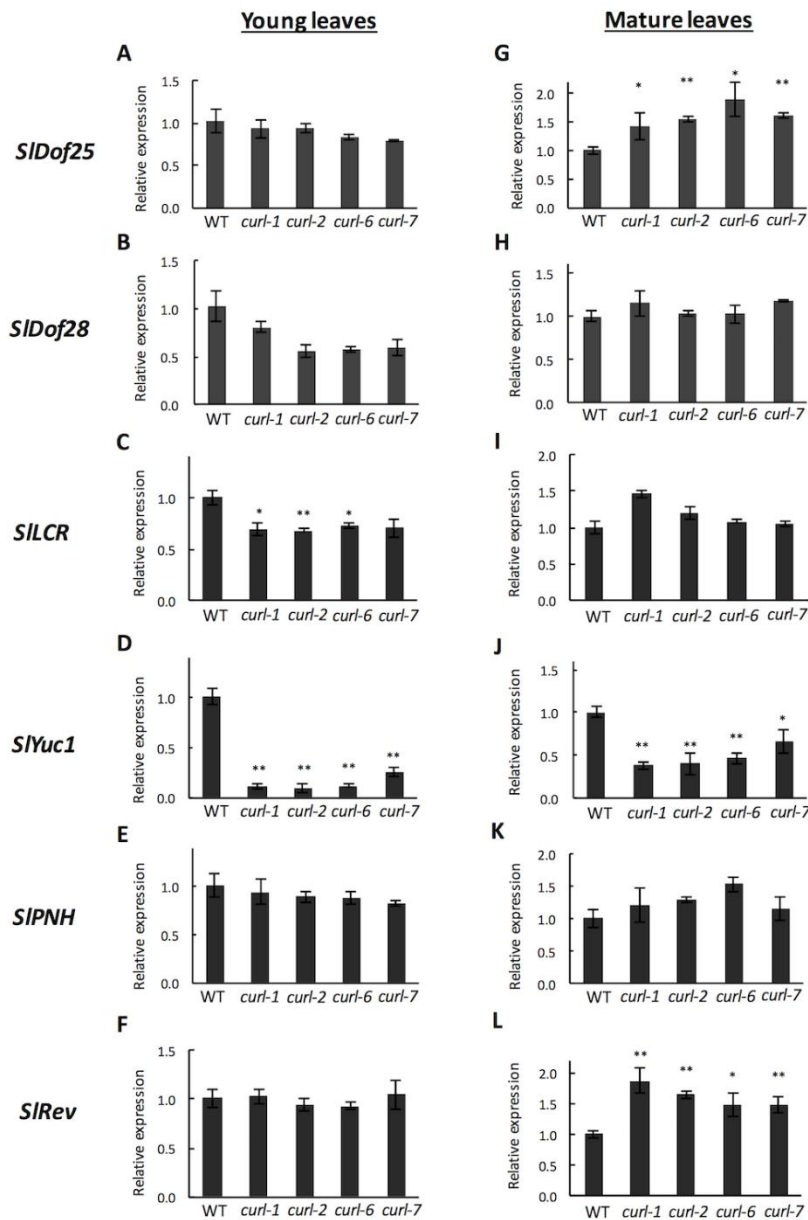 Young leaves
Mature leaves
A
SlDof25
Relative expression
1.5
1.0
0.5
0.0
WT curl-1 curl-2 curl-6 curl-7
G
Relative expression
2.0
1.5
1.0
0.5
0.0
* ** * **
WT curl-1 curl-2 curl-6 curl-7
B
SlDof28
Relative expression
1.5
1.0
0.5
0.0
WT curl-1 curl-2 curl-6 curl-7
H
Relative expression
1.5
1.0
0.5
0.0
WT curl-1 curl-2 curl-6 curl-7
C
SlLCR
Relative expression
1.0
0.5
0.0
* ** *
WT curl-1 curl-2 curl-6 curl-7
I
Relative expression
2.0
1.5
1.0
0.5
0.0
WT curl-1 curl-2 curl-6 curl-7
D
SlYuc1
Relative expression
1.0
0.5
0.0
** ** ** **
WT curl-1 curl-2 curl-6 curl-7
J
Relative expression
1.5
1.0
0.5
0.0
** ** ** *
WT curl-1 curl-2 curl-6 curl-7
E
SlPNH
Relative expression
1.0
0.5
0.0
WT curl-1 curl-2 curl-6 curl-7
K
Relative expression
2.0
1.5
1.0
0.5
0.0
WT curl-1 curl-2 curl-6 curl-7
F
SlRev
Relative expression
1.5
1.0
0.5
0.0
WT curl-1 curl-2 curl-6 curl-7
L
Relative expression
2.0
1.5
1.0
0.5
0.0
** ** * **
WT curl-1 curl-2 curl-6 curl-7